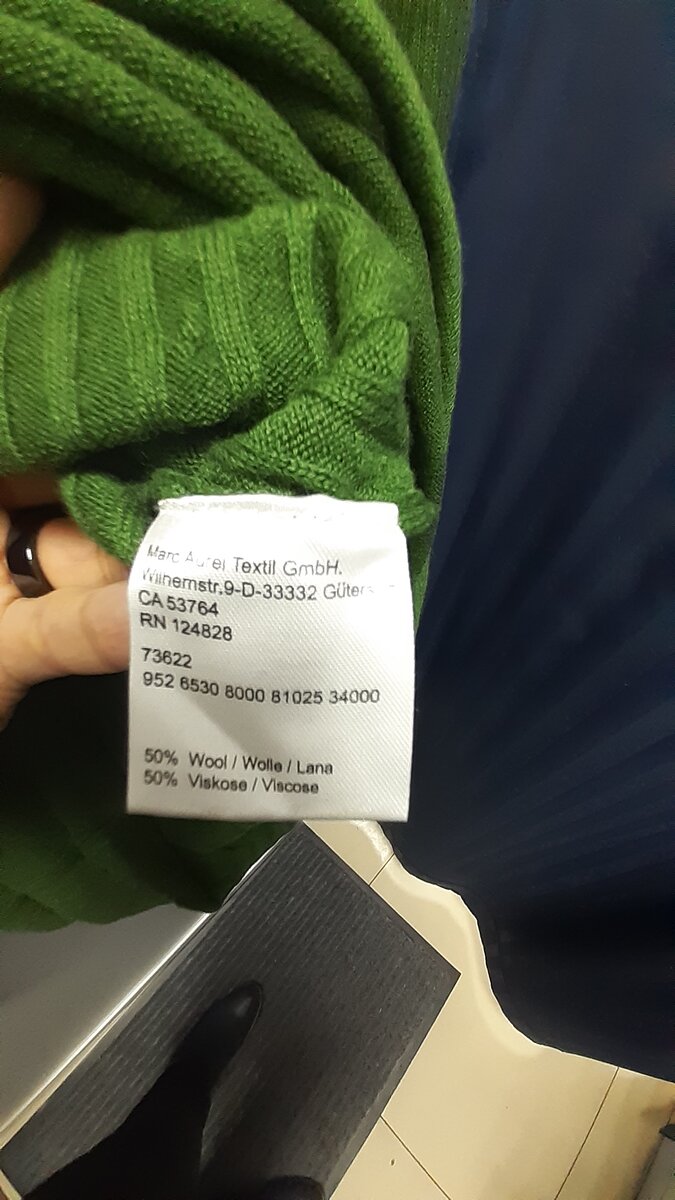 Marc Aurel Textil GmbH.
Wilhemstr.9-D-33332
CA 53764
RN 124828
73622
952 6530 8000 81025 34000
50% Wool / Wolle / Lana
50% Viskose / Viscose